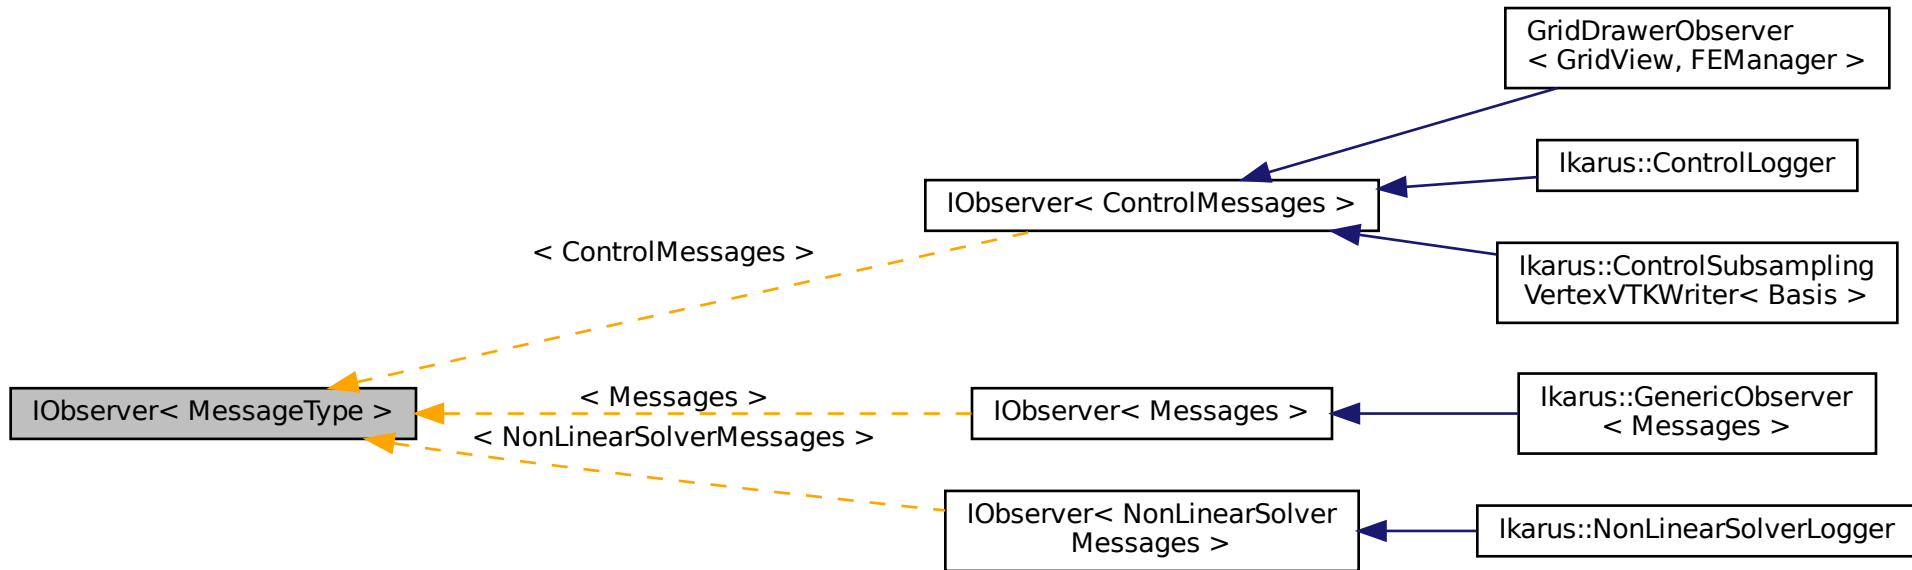 GridDrawerObserver
< GridView, FEManager >
Ikarus::ControlLogger
IObserver< ControlMessages >
< ControlMessages >
Ikarus::ControlSubsampling
VertexVTKWriter< Basis >
IObserver< MessageType >
< Messages >
IObserver< Messages >
Ikarus::GenericObserver
< Messages >
< NonLinearSolverMessages >
IObserver< NonLinearSolver
Messages >
Ikarus::NonLinearSolverLogger